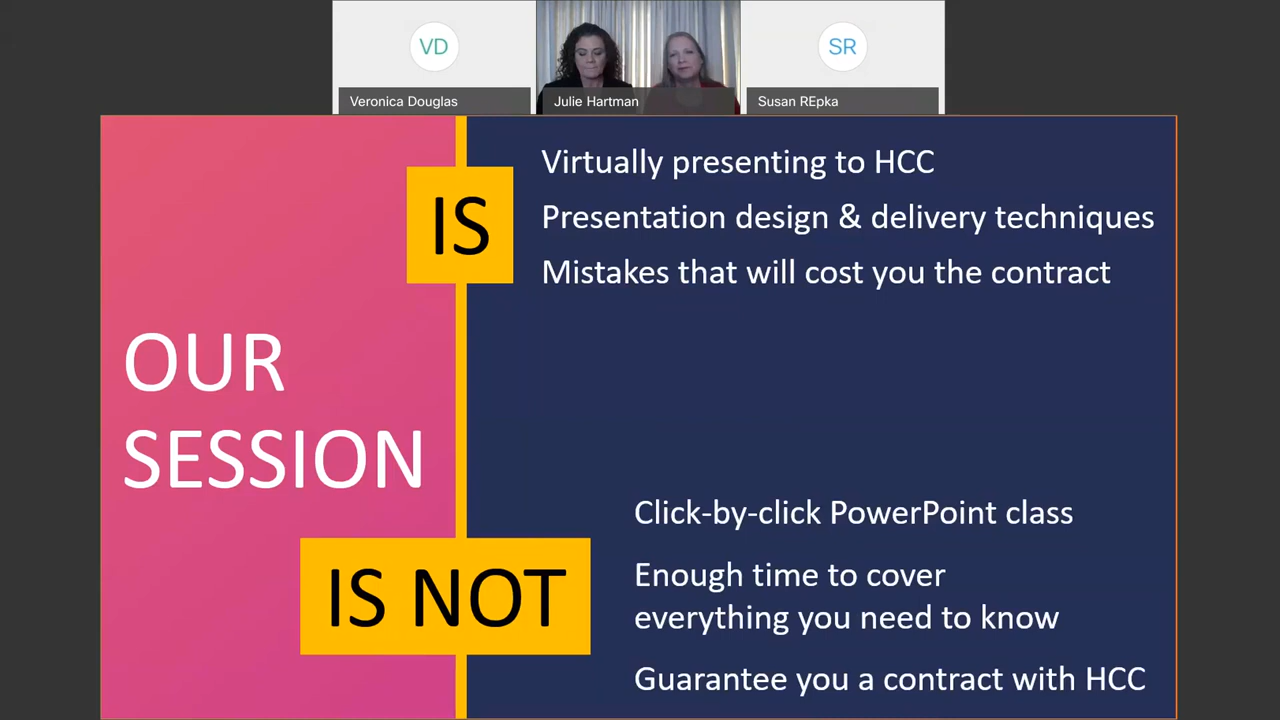 VD
SR
Veronica Douglas
Julie Hartman
Susan REpka
Virtually presenting to HCC
IS
Presentation design & delivery techniques
Mistakes that will cost you the contract
OUR
SESSION
Click-by-click PowerPoint class
IS NOT
Enough time to cover
everything you need to know
Guarantee you a contract with HCC